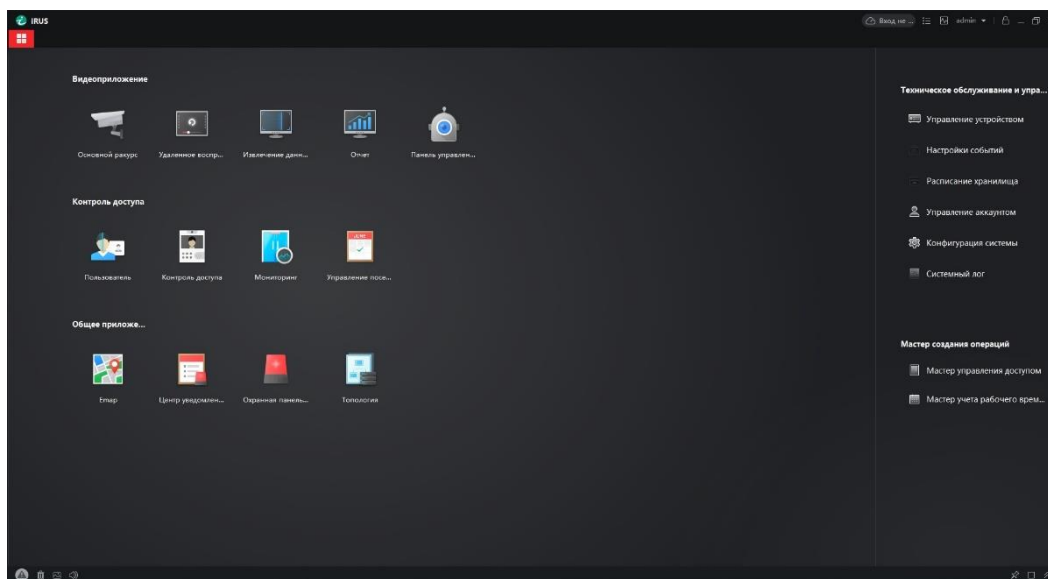 iRUS
Вход не ...
admin
Видеоприложение
Основной ракурс
Удаленное воспр...
Извлечение данн...
Отчет
Панель управлен...
Контроль доступа
Пользователь
Контроль доступа
Мониторинг
Управление посе...
Общее приложе...
Emap
Центр уведомлен...
Охранная панель...
Топология
Техническое обслуживание и упра...
Управление устройством
Настройки событий
Расписание хранилища
Управление аккаунтом
Конфигурация системы
Системный лог
Мастер создания операций
Мастер управления доступом
Мастер учета рабочего врем...